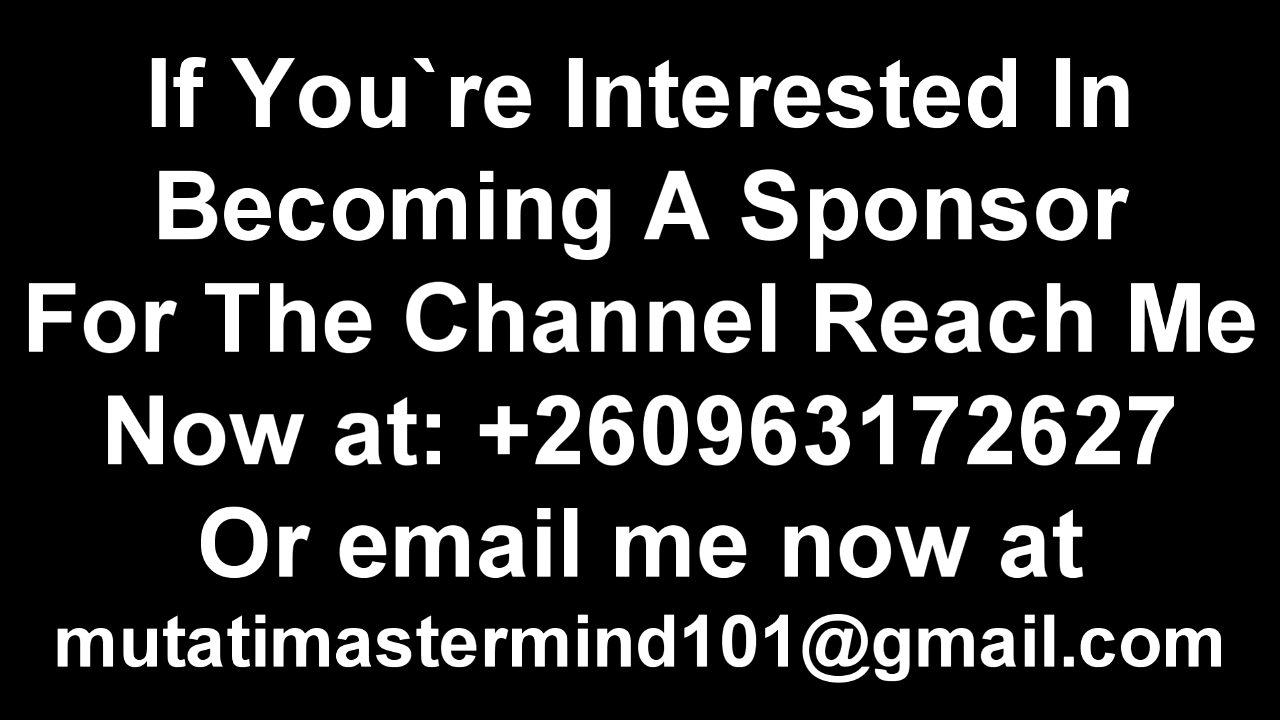 If You`re Interested In
Becoming A Sponsor
For The Channel Reach Me
Now at: +260963172627
Or email me now at
mutatimastermind101@gmail.com